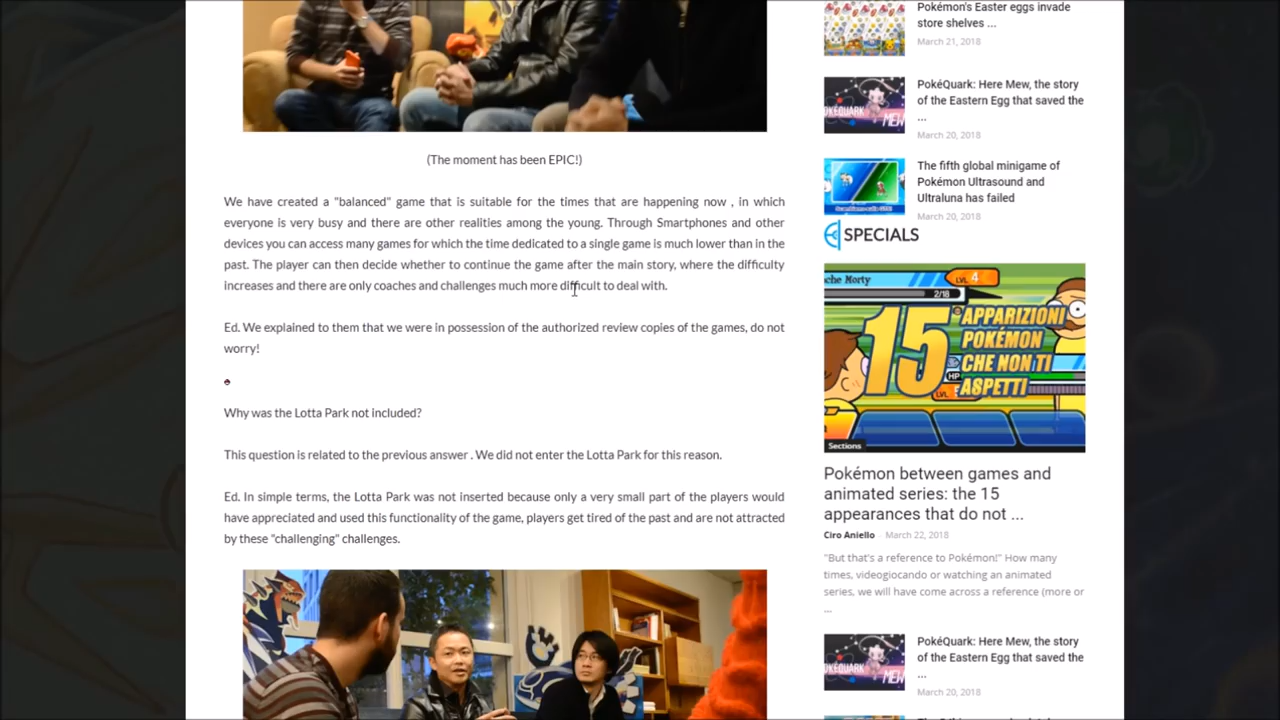 (The moment has been EPIC!)
We have created a "balanced" game that is suitable for the times that are happening now , in which
everyone is very busy and there are other realities among the young. Through Smartphones and other
devices you can access many games for which the time dedicated to a single game is much lower than in the
past. The player can then decide whether to continue the game after the main story, where the difficulty
increases and there are only coaches and challenges much more difficult to deal with.
Ed. We explained to them that we were in possession of the authorized review copies of the games, do not
worry!
Why was the Lotta Park not included?
This question is related to the previous answer . We did not enter the Lotta Park for this reason.
Ed. In simple terms, the Lotta Park was not inserted because only a very small part of the players would
have appreciated and used this functionality of the game, players get tired of the past and are not attracted
by these "challenging" challenges.
Pokémon's Easter eggs invade
store shelves ...
March 21, 2018
POKÉQUARK
MEW
PokéQuark: Here Mew, the story
of the Eastern Egg that saved the
...
March 20, 2018
The fifth global minigame of
Pokémon Ultrasound and
Ultraluna has failed
March 20, 2018
SPECIALS
che Morty
LVL 4
2/18
15
APPARIZIONI
POKÉMON
CHE NON TI
ASPETTI
HP
LVL
Sections
Pokémon between games and
animated series: the 15
appearances that do not ...
Ciro Aniello
March 22, 2018
"But that's a reference to Pokémon!" How many
times, videogiocando or watching an animated
series, we will have come across a reference (more or
...
POKÉQUARK
MEW
PokéQuark: Here Mew, the story
of the Eastern Egg that saved the
...
March 20, 2018